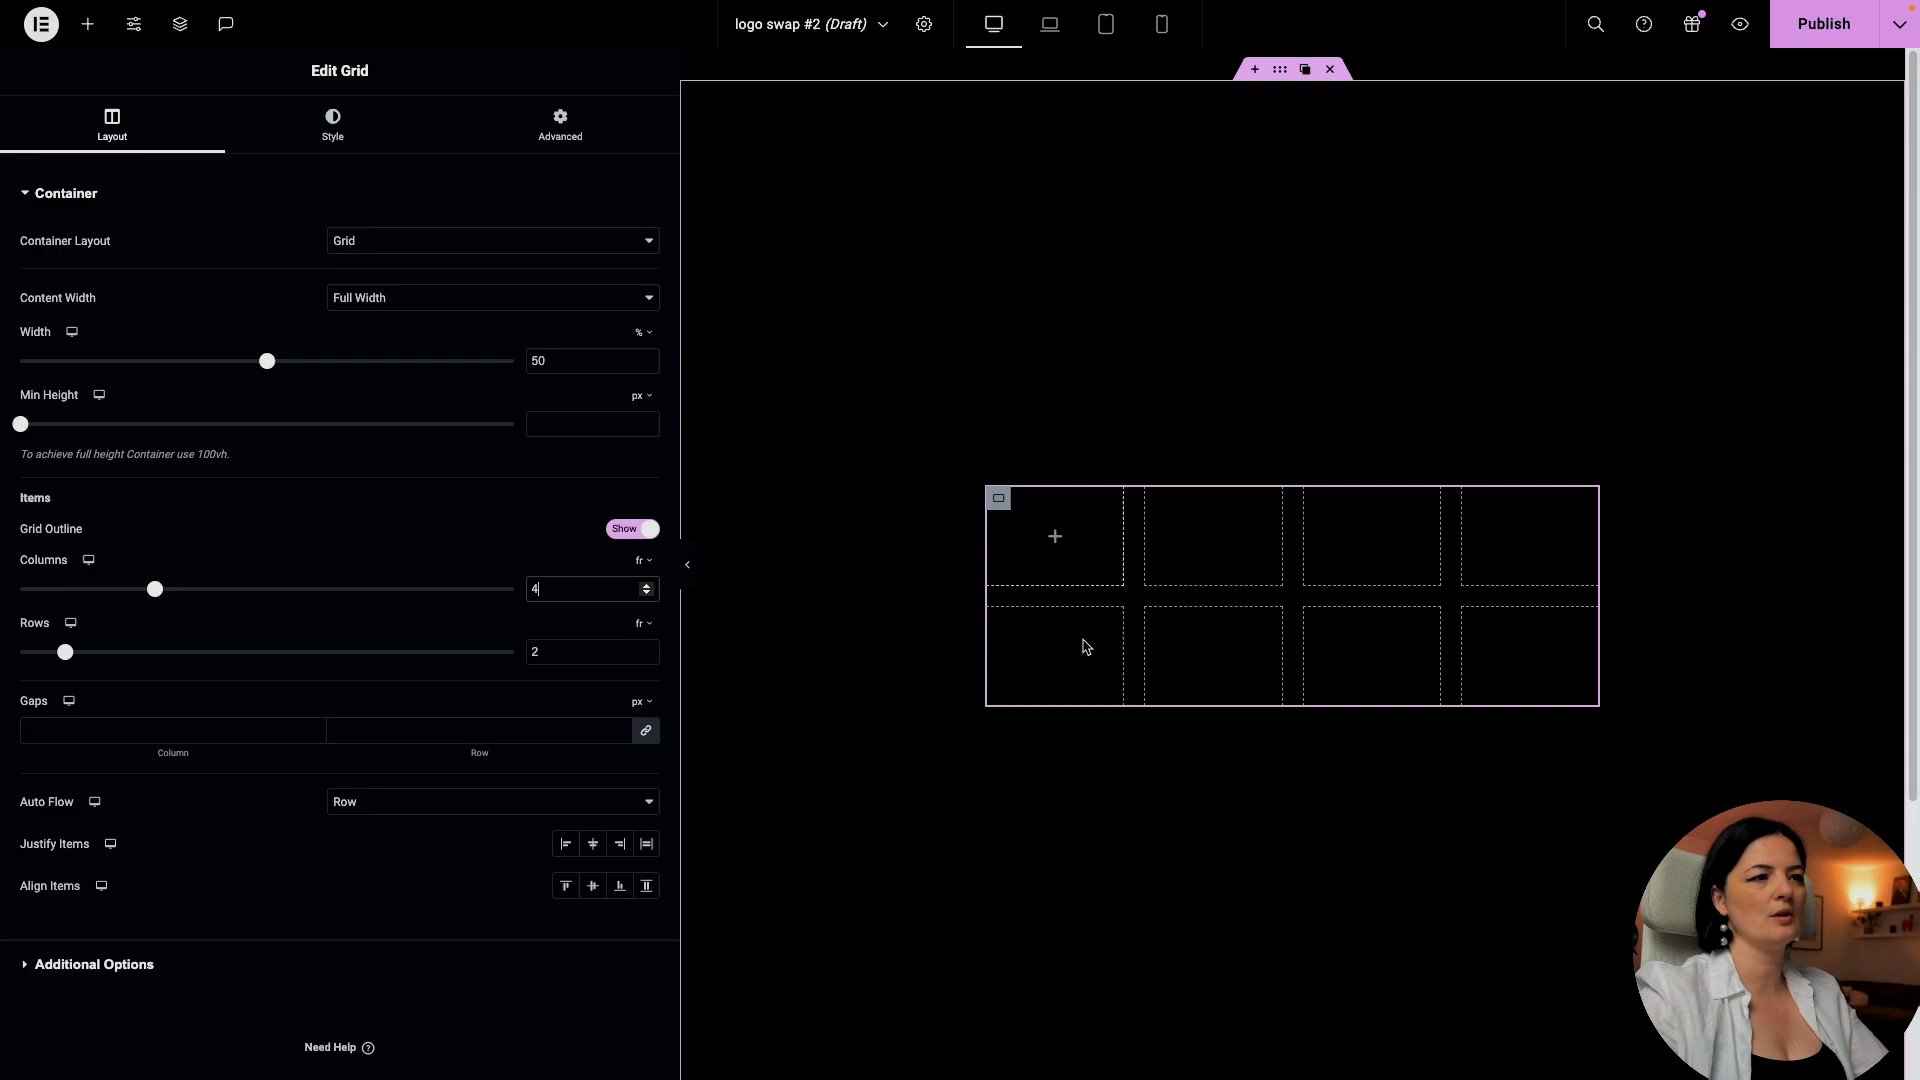 logo swap #2 (Draft)
Publish
Edit Grid
Layout
Style
Advanced
Container
Container Layout
Grid
Content Width
Full Width
Width
%
50
Min Height
px
To achieve full height Container use 100vh.
Items
Grid Outline
Show
Columns
fr
4
Rows
fr
2
Gaps
px
Column
Row
Auto Flow
Row
Justify Items
Align Items
Additional Options
Need Help